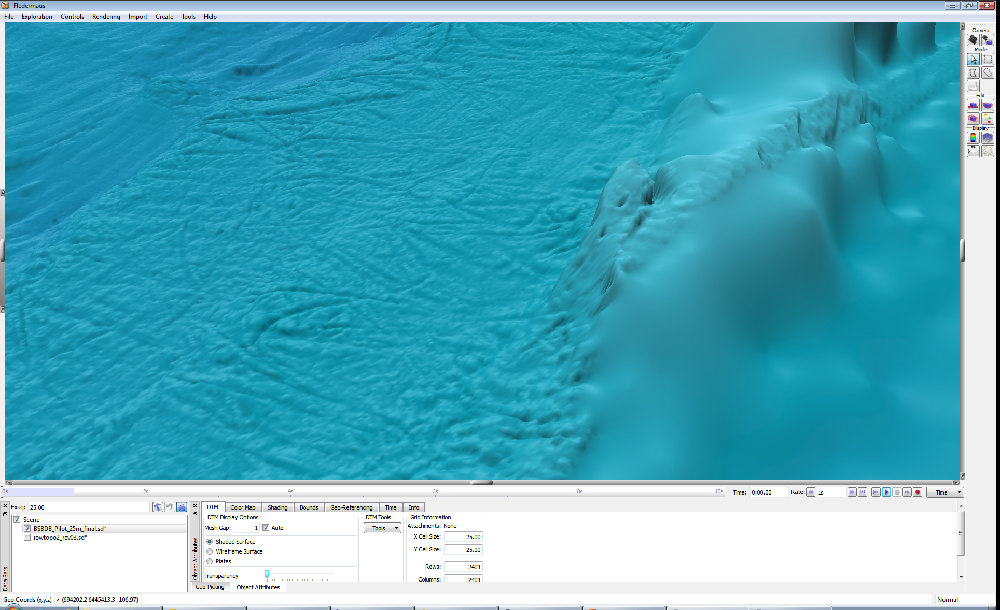 Fledermaus
File Exploration Controls Rendering Import Create Tools Help
Camera
Mode
Edit
Display
0s 2s 4s 6s 8s 10s
Time: 0:00.00 Rate: 1s 1:1 Time
Exag: 25.00
Scene
BSBDB_Pilot_25m_final.sd*
iowtopo2_rev03.sd*
Data Sets
Object Attributes
DTM Color Map Shading Bounds Geo-Referencing Time Info
DTM Display Options
Mesh Gap: 1 Auto
Shaded Surface
Wireframe Surface
Plates
Transparency
DTM Tools
Tools
Grid Information
Attachments: None
X Cell Size: 25.00
Y Cell Size: 25.00
Rows: 2401
Columns: 2401
Geo-Picking Object Attributes
Geo Coords (x,y,z) -> (694202.2 6445413.3 -106.97)
Normal